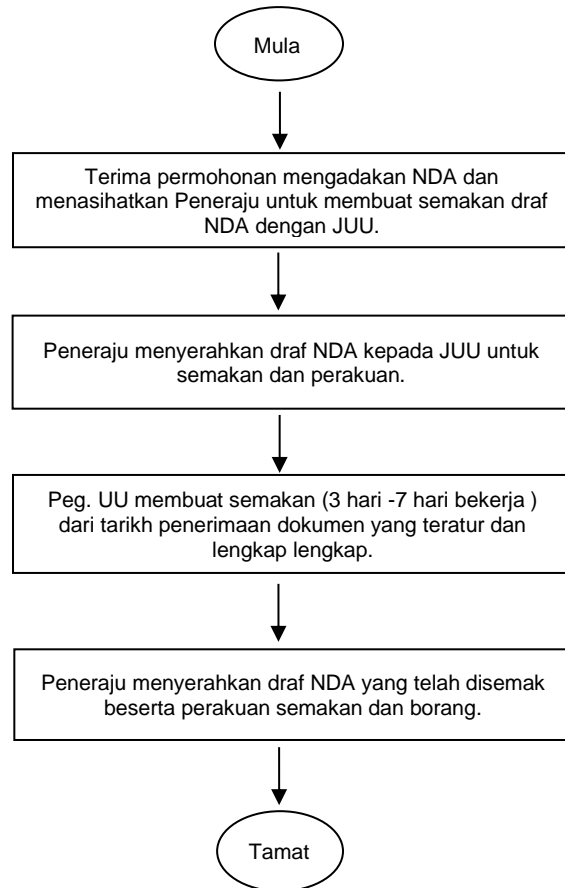 Mula
Terima permohonan mengadakan NDA dan
menasihatkan Peneraju untuk membuat semakan draf
NDA dengan JUU.
Peneraju menyerahkan draf NDA kepada JUU untuk
semakan dan perakuan.
Peg. UU membuat semakan (3 hari -7 hari bekerja )
dari tarikh penerimaan dokumen yang teratur dan
lengkap lengkap.
Peneraju menyerahkan draf NDA yang telah disemak
beserta perakuan semakan dan borang.
Tamat